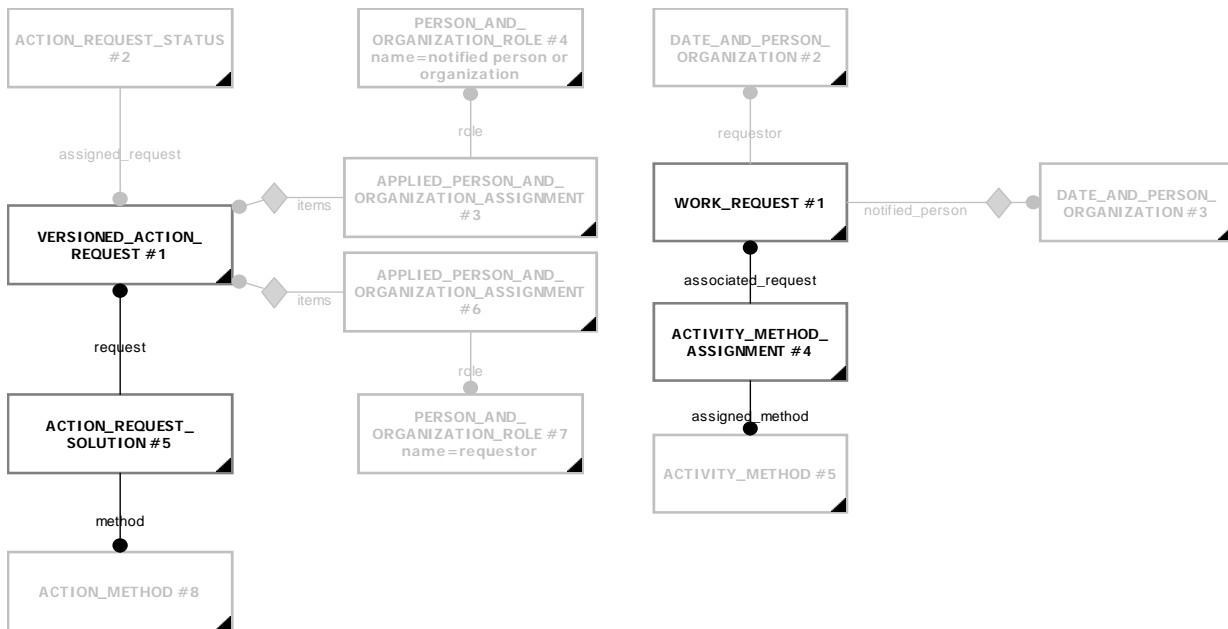 ACTION_REQUEST_STATUS
#2
PERSON_AND_
ORGANIZATION_ROLE #4
name=notified person or
organization
DATE_AND_PERSON_
ORGANIZATION #2
assigned_request
role
requestor
APPLIED_PERSON_AND_
ORGANIZATION_ASSIGNMENT
#3
items
VERSIONED_ACTION_
REQUEST #1
WORK_REQUEST #1
notified_person
DATE_AND_PERSON_
ORGANIZATION #3
APPLIED_PERSON_AND_
ORGANIZATION_ASSIGNMENT
#6
items
associated_request
request
ACTIVITY_METHOD_
ASSIGNMENT #4
role
ACTION_REQUEST_
SOLUTION #5
PERSON_AND_
ORGANIZATION_ROLE #7
name=requestor
assigned_method
ACTIVITY_METHOD #5
method
ACTION_METHOD #8